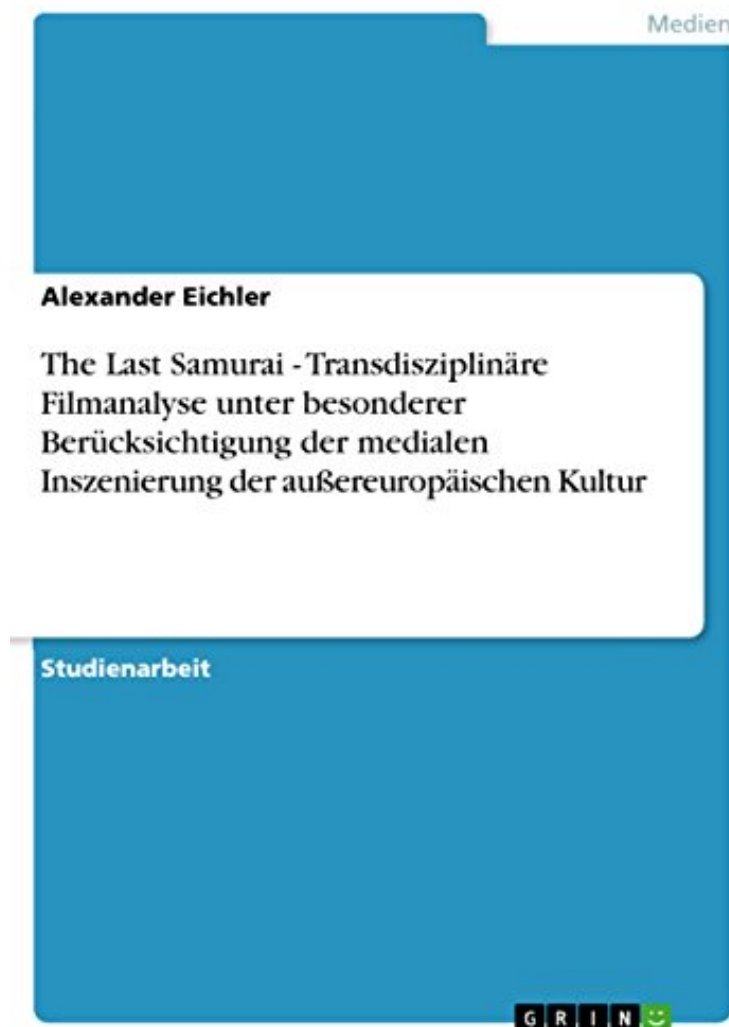 Medien
Alexander Eichler
The Last Samurai - Transdisziplinäre
Filmanalyse unter besonderer
Berücksichtigung der medialen
Inszenierung der außereuropäischen Kultur
Studienarbeit
GRIN